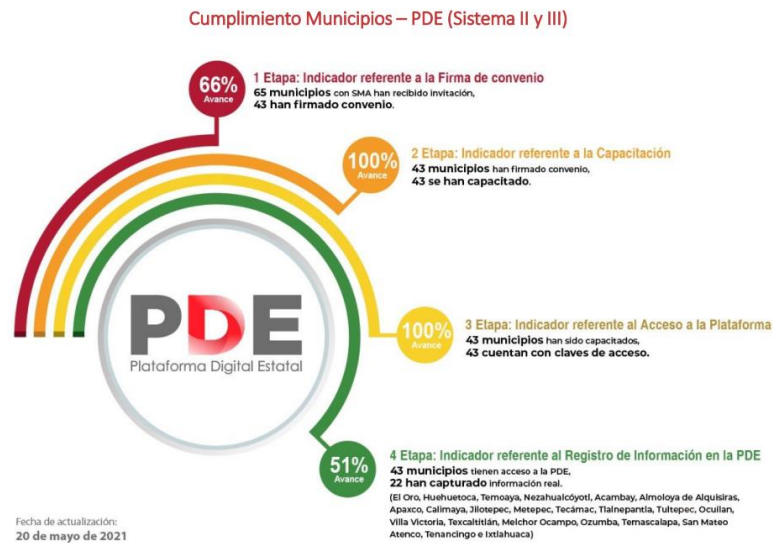 Cumplimiento Municipios – PDE (Sistema II y III)
66%
Avance
1 Etapa: Indicador referente a la Firma de convenio
65 municipios con SMA han recibido invitación,
43 han firmado convenio.
100%
Avance
2 Etapa: Indicador referente a la Capacitación
43 municipios han firmado convenio,
43 se han capacitado.
PDE
Plataforma Digital Estatal
100%
Avance
3 Etapa: Indicador referente al Acceso a la Plataforma
43 municipios han sido capacitados,
43 cuentan con claves de acceso.
51%
Avance
4 Etapa: Indicador referente al Registro de Información en la PDE
43 municipios tienen acceso a la PDE,
22 han capturado información real.
(El Oro, Huehuetoca, Temoaya, Nezahualcóyotl, Acambay, Almoloya de Alquisiras,
Apaxco, Calimaya, Jilotepec, Metepec, Tecámac, Tlalnepantla, Tultepec, Ocuilan,
Villa Victoria, Texcaltitlán, Melchor Ocampo, Ozumba, Temascalapa, San Mateo
Atenco, Tenancingo e Ixtlahuaca)
Fecha de actualización:
20 de mayo de 2021